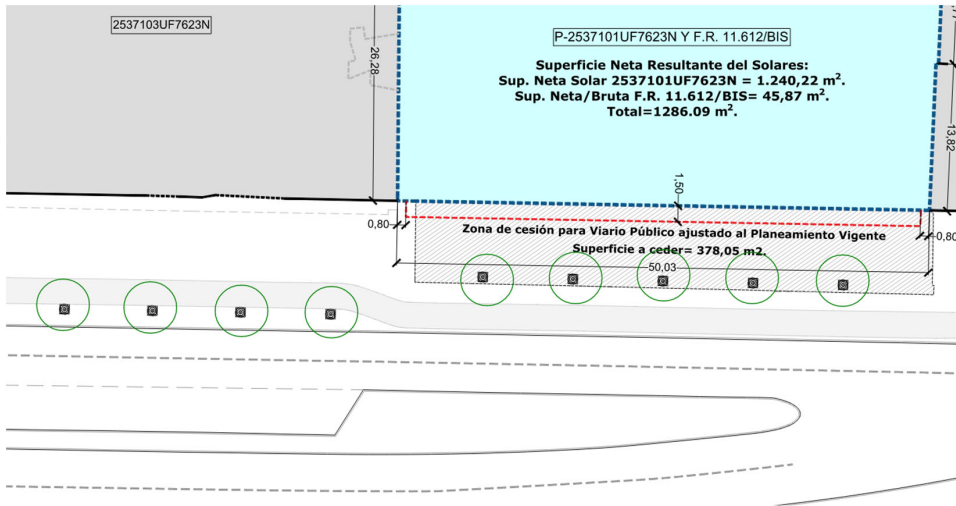 2537103UF7623N
26,28
P-2537101UF7623N Y F.R. 11.612/BIS
Superficie Neta Resultante del Solares:
Sup. Neta Solar 2537101UF7623N = 1.240,22 m².
Sup. Neta/Bruta F.R. 11.612/BIS= 45,87 m².
Total=1286.09 m².
13,82
1,50
0,80
0,80
Zona de cesión para Viario Público ajustado al Planeamiento Vigente
Superficie a ceder= 378,05 m2.
50,03